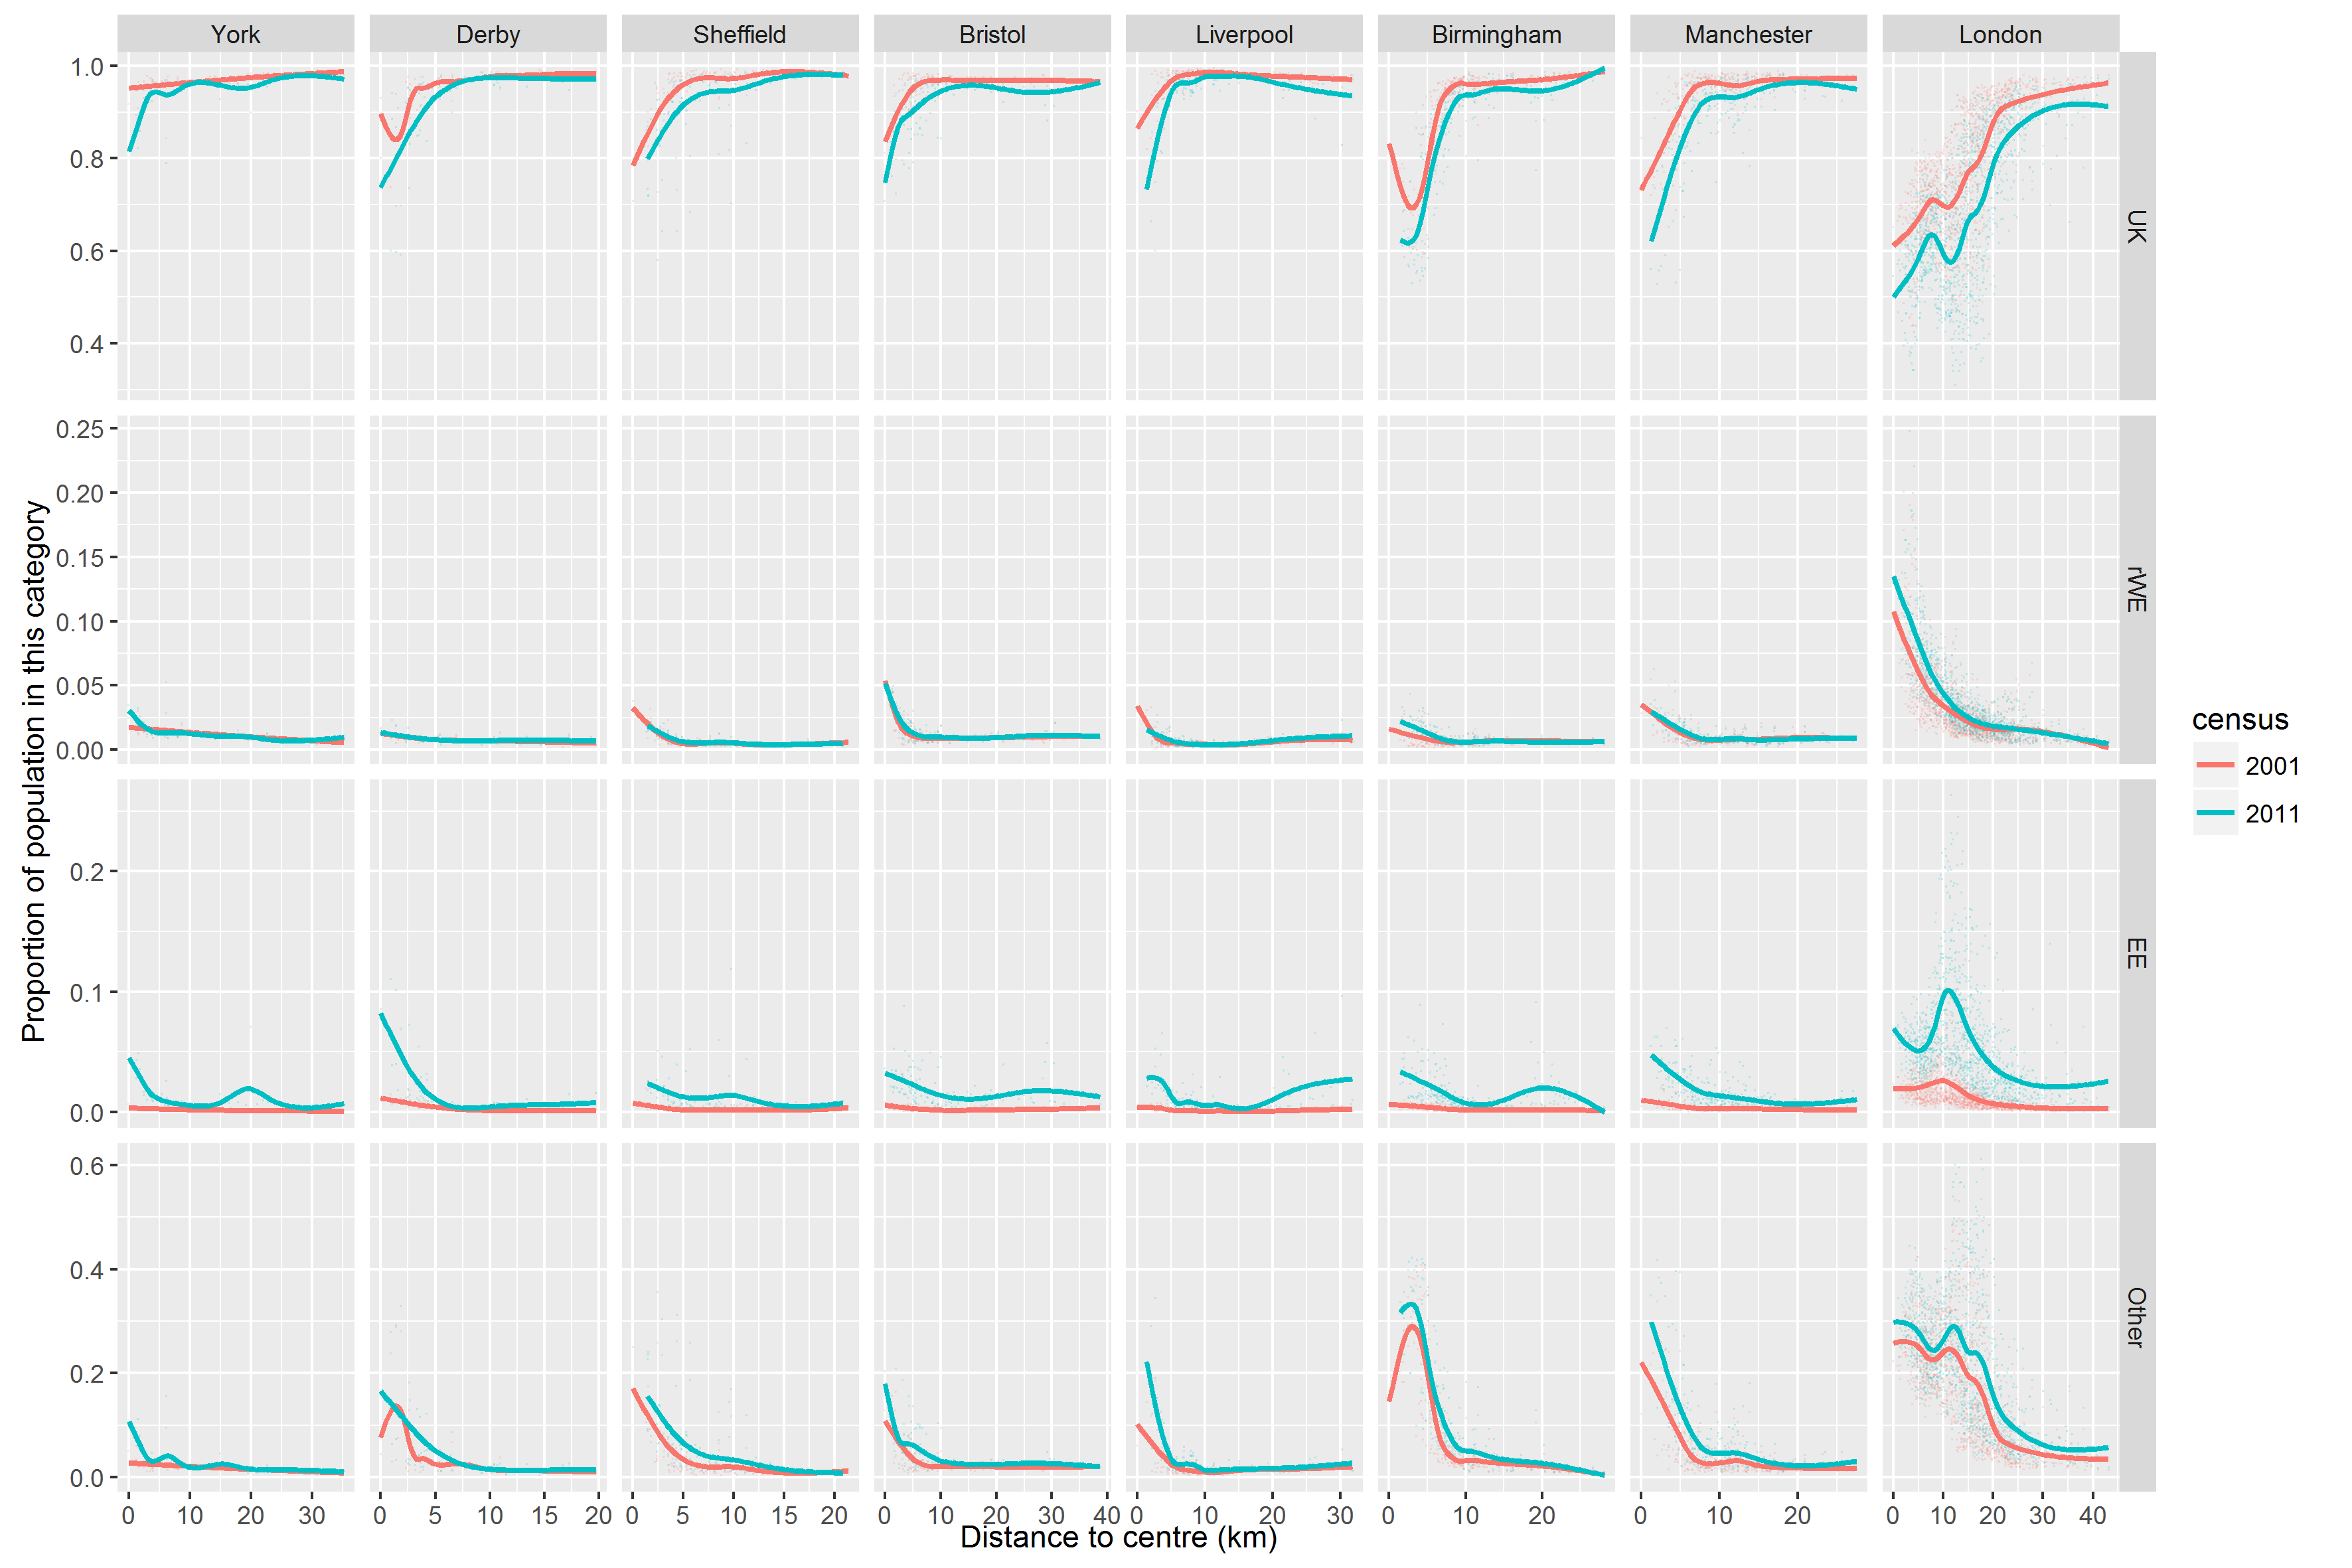 York Derby Sheffield Bristol Liverpool Birmingham Manchester London
1.0
0.8
0.6
0.4
UK
0.25
0.20
0.15
0.10
0.05
0.00
rWE
0.2
0.1
0.0
EE
0.6
0.4
0.2
0.0
Other
0 10 20 30 0 5 10 15 20 0 5 10 15 20 0 10 20 30 40 0 10 20 30 0 10 20 0 10 20 0 10 20 30 40
Distance to centre (km)
Proportion of population in this category
census
2001
2011